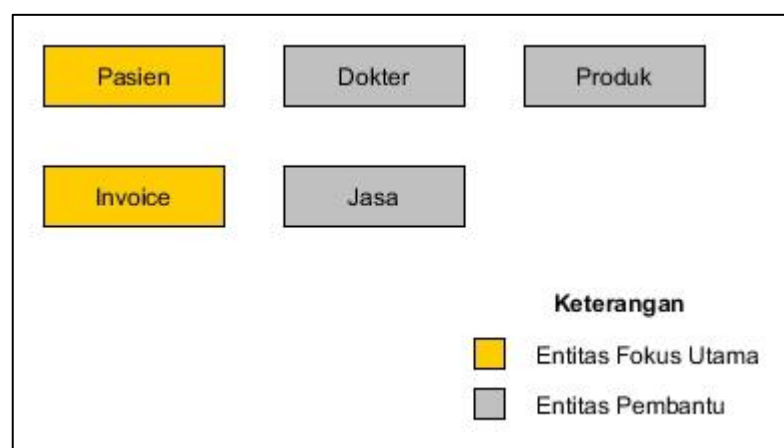 Pasien
Dokter
Produk
Invoice
Jasa
Keterangan
Entitas Fokus Utama
Entitas Pembantu